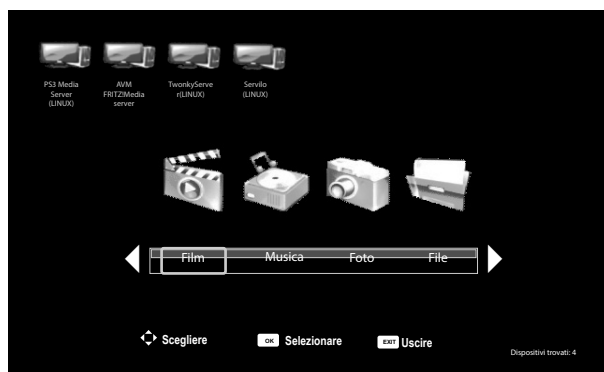 PS3 Media
Server
(LINUX)
AVM
FRITZ!Media
server
TwonkyServe
r(LINUX)
Servilo
(LINUX)
Film
Musica
Foto
File
Scegliere
OK Selezionare
EXIT Uscire
Dispositivi trovati: 4